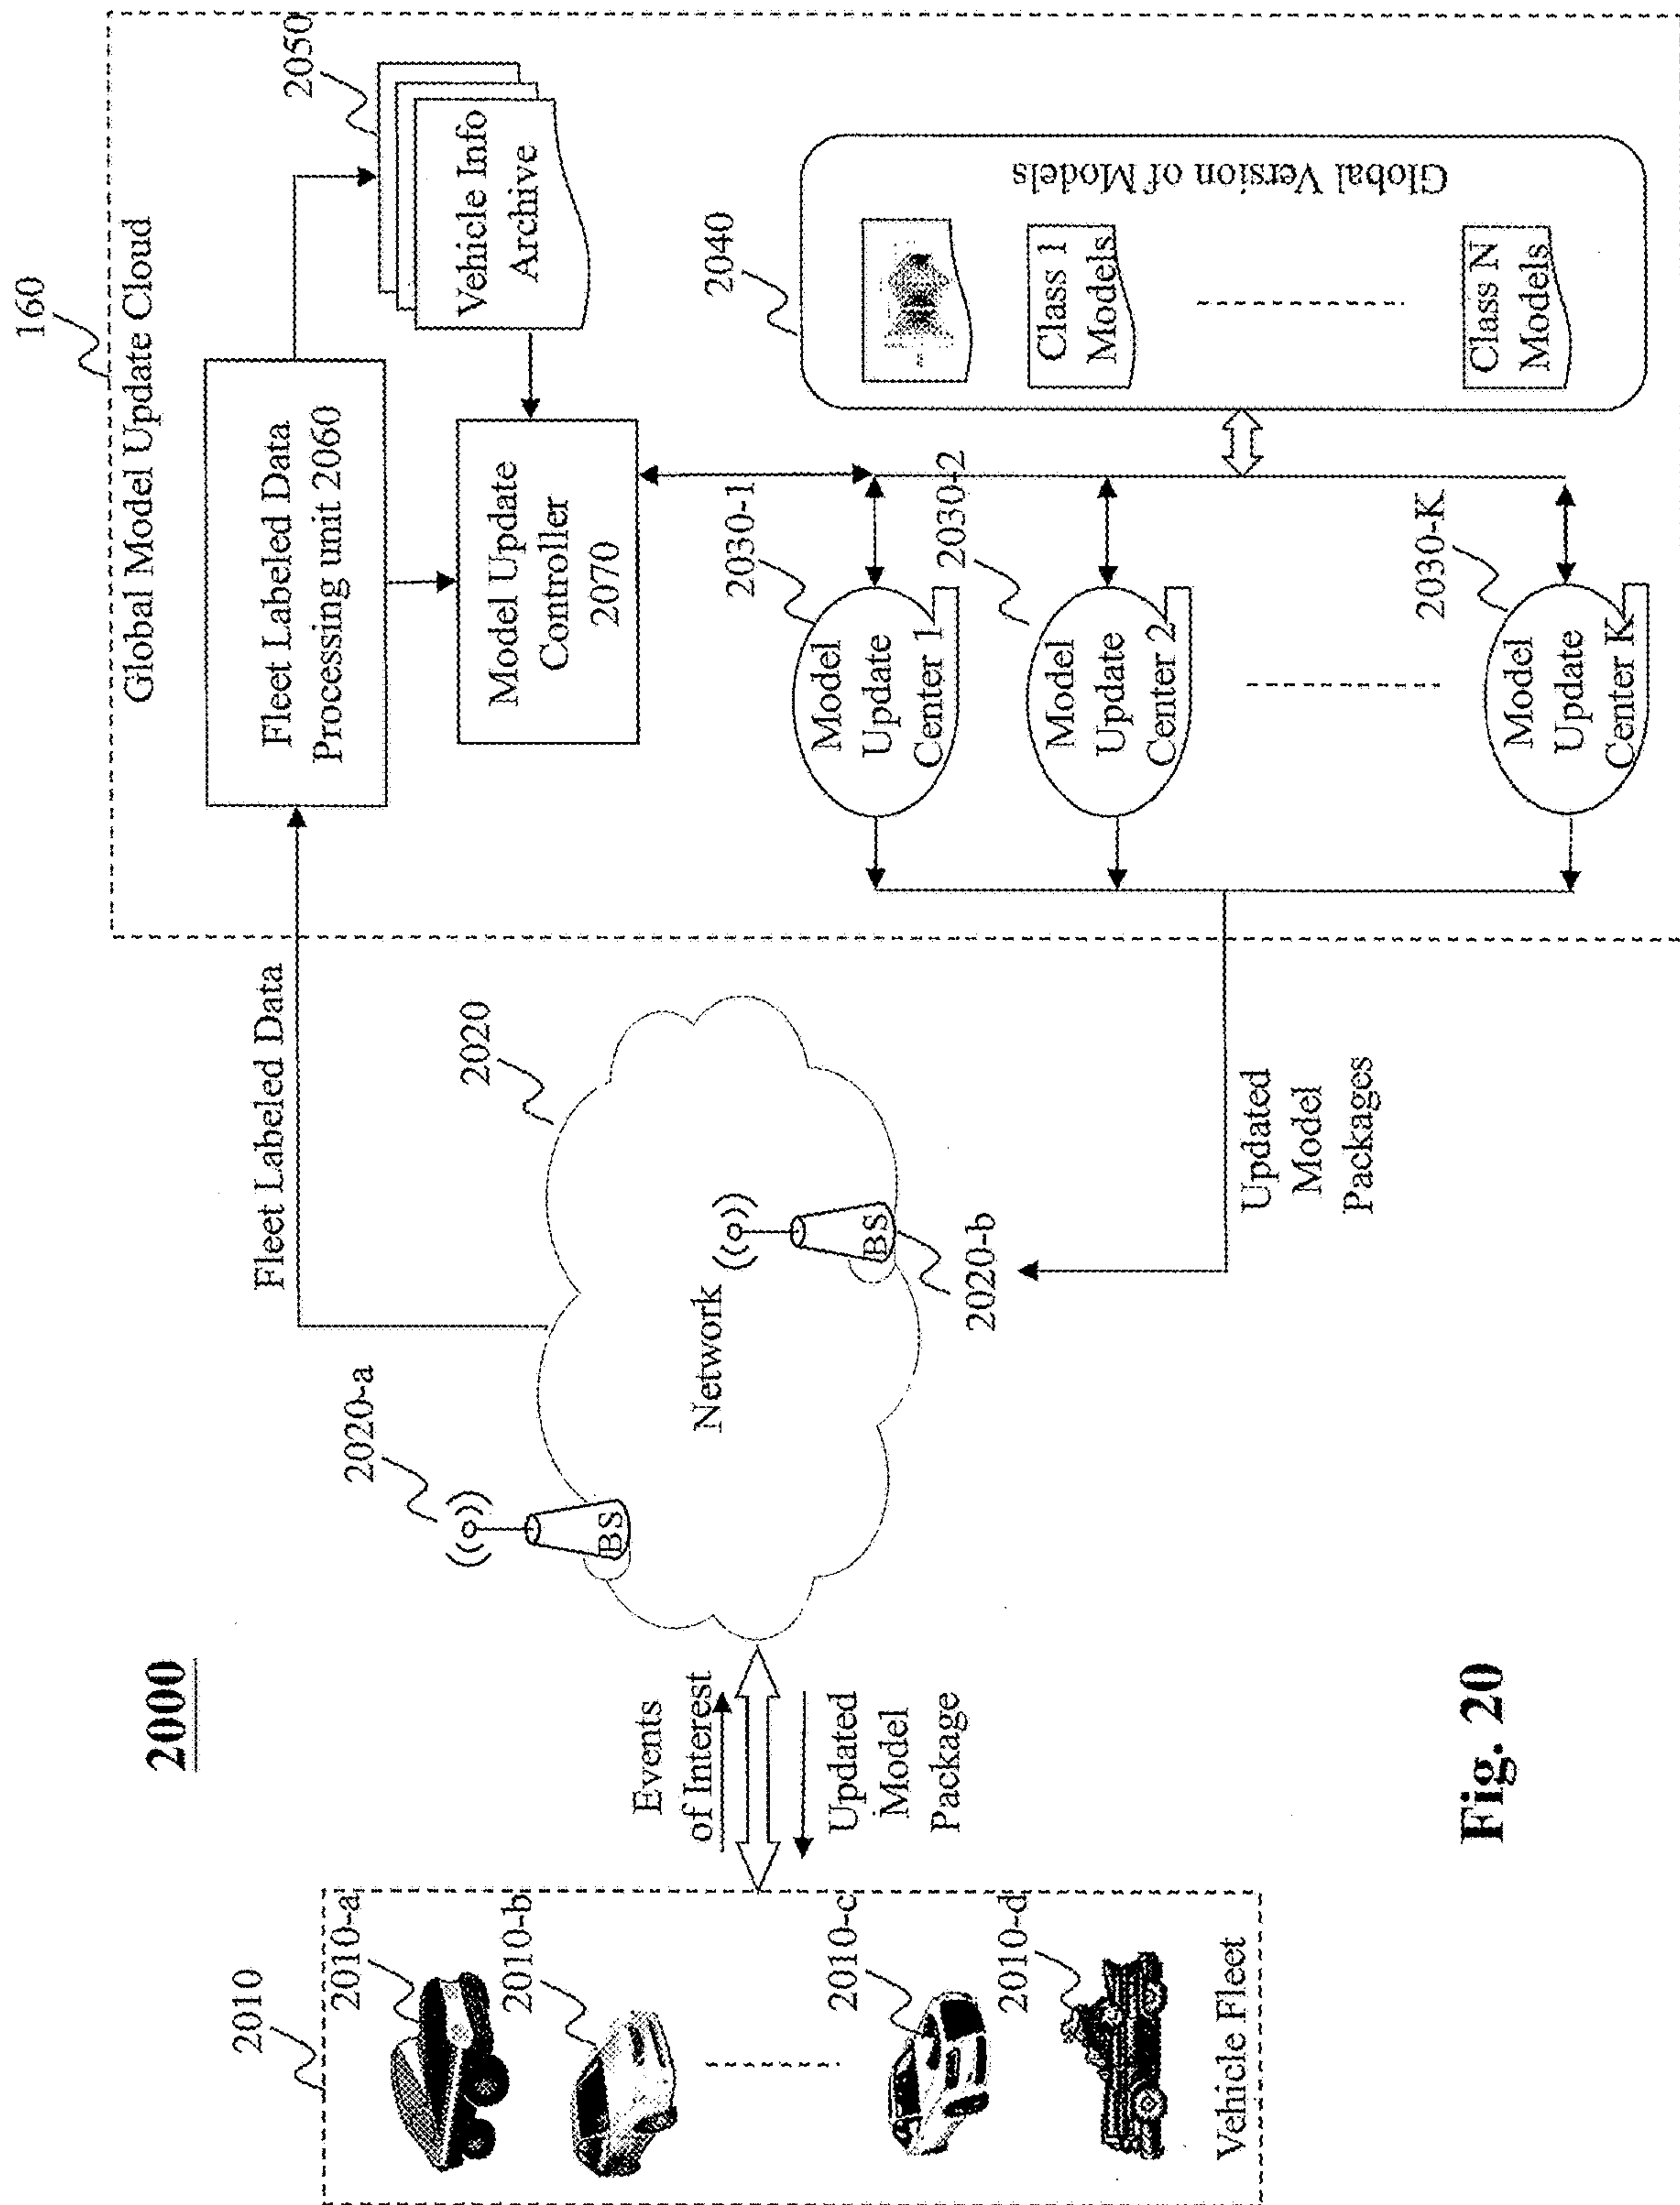 2000
160
Global Model Update Cloud
2050
Fleet Labeled Data
Processing unit 2060
Vehicle Info
Archive
Model Update
Controller
2070
Fleet Labeled Data
2010
2010-a
2010-b
2010-c
2010-d
Vehicle Fleet
Events
of Interest
Updated
Model
Package
2020-a
BS
2020
Network
BS
2020-b
Updated
Model
Packages
2030-1
Model
Update
Center 1
2030-2
Model
Update
Center 2
2030-K
Model
Update
Center K
2040
Class 1
Models
Class N
Models
Global Version of Models
Fig. 20